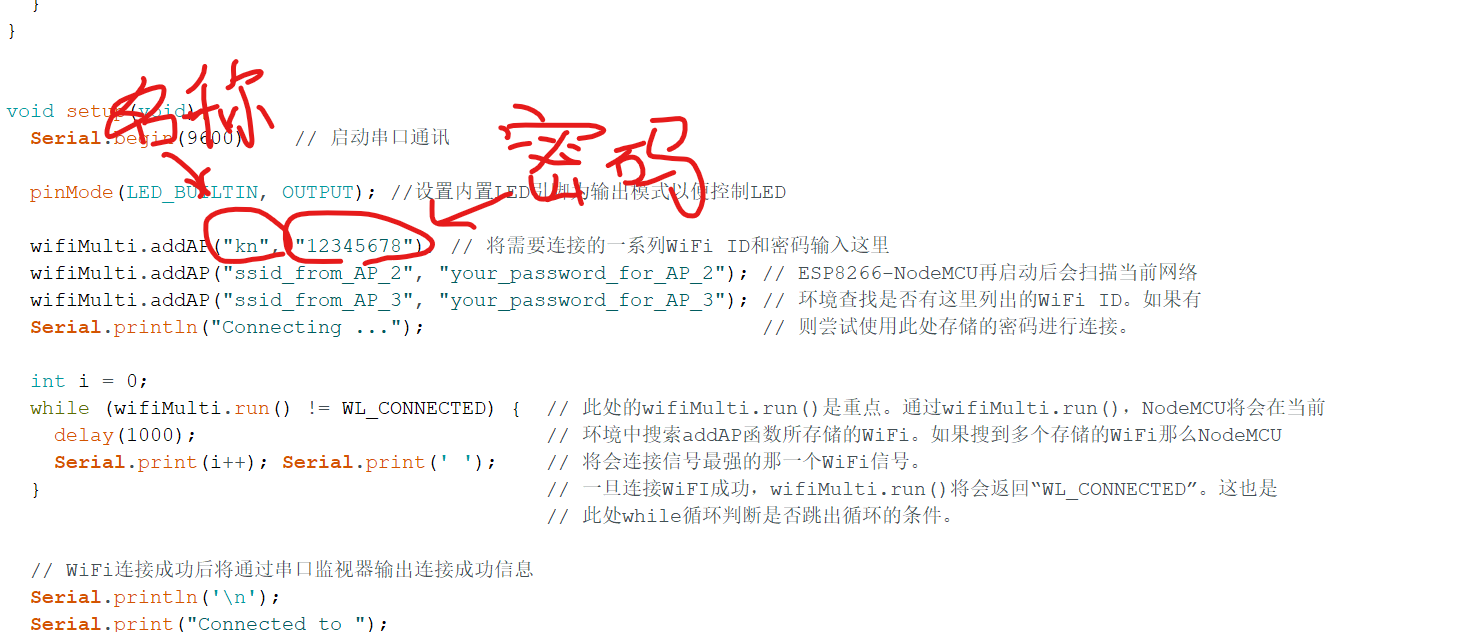 }
}
名称
void setup(void)
密码
Serial.begin(9600) // 启动串口通讯
pinMode(LED_BUILTIN, OUTPUT); //设置内置LED引脚为输出模式以便控制LED
wifiMulti.addAP("kn", "12345678") // 将需要连接的一系列WiFi ID和密码输入这里
wifiMulti.addAP("ssid_from_AP_2", "your_password_for_AP_2"); // ESP8266-NodeMCU再启动后会扫描当前网络
wifiMulti.addAP("ssid_from_AP_3", "your_password_for_AP_3"); // 环境查找是否有这里列出的WiFi ID。如果有
Serial.println("Connecting ..."); // 则尝试使用此处存储的密码进行连接。
int i = 0;
while (wifiMulti.run() != WL_CONNECTED) { // 此处的wifiMulti.run()是重点。通过wifiMulti.run()，NodeMCU将会在当前
delay(1000); // 环境中搜索addAP函数所存储的WiFi。如果搜到多个存储的WiFi那么NodeMCU
Serial.print(i++); Serial.print(' '); // 将会连接信号最强的那一个WiFi信号。
} // 一旦连接WiFI成功，wifiMulti.run()将会返回“WL_CONNECTED”。这也是
// 此处while循环判断是否跳出循环的条件。
// WiFi连接成功后将通过串口监视器输出连接成功信息
Serial.println('\n');
Serial.print("Connected to ");